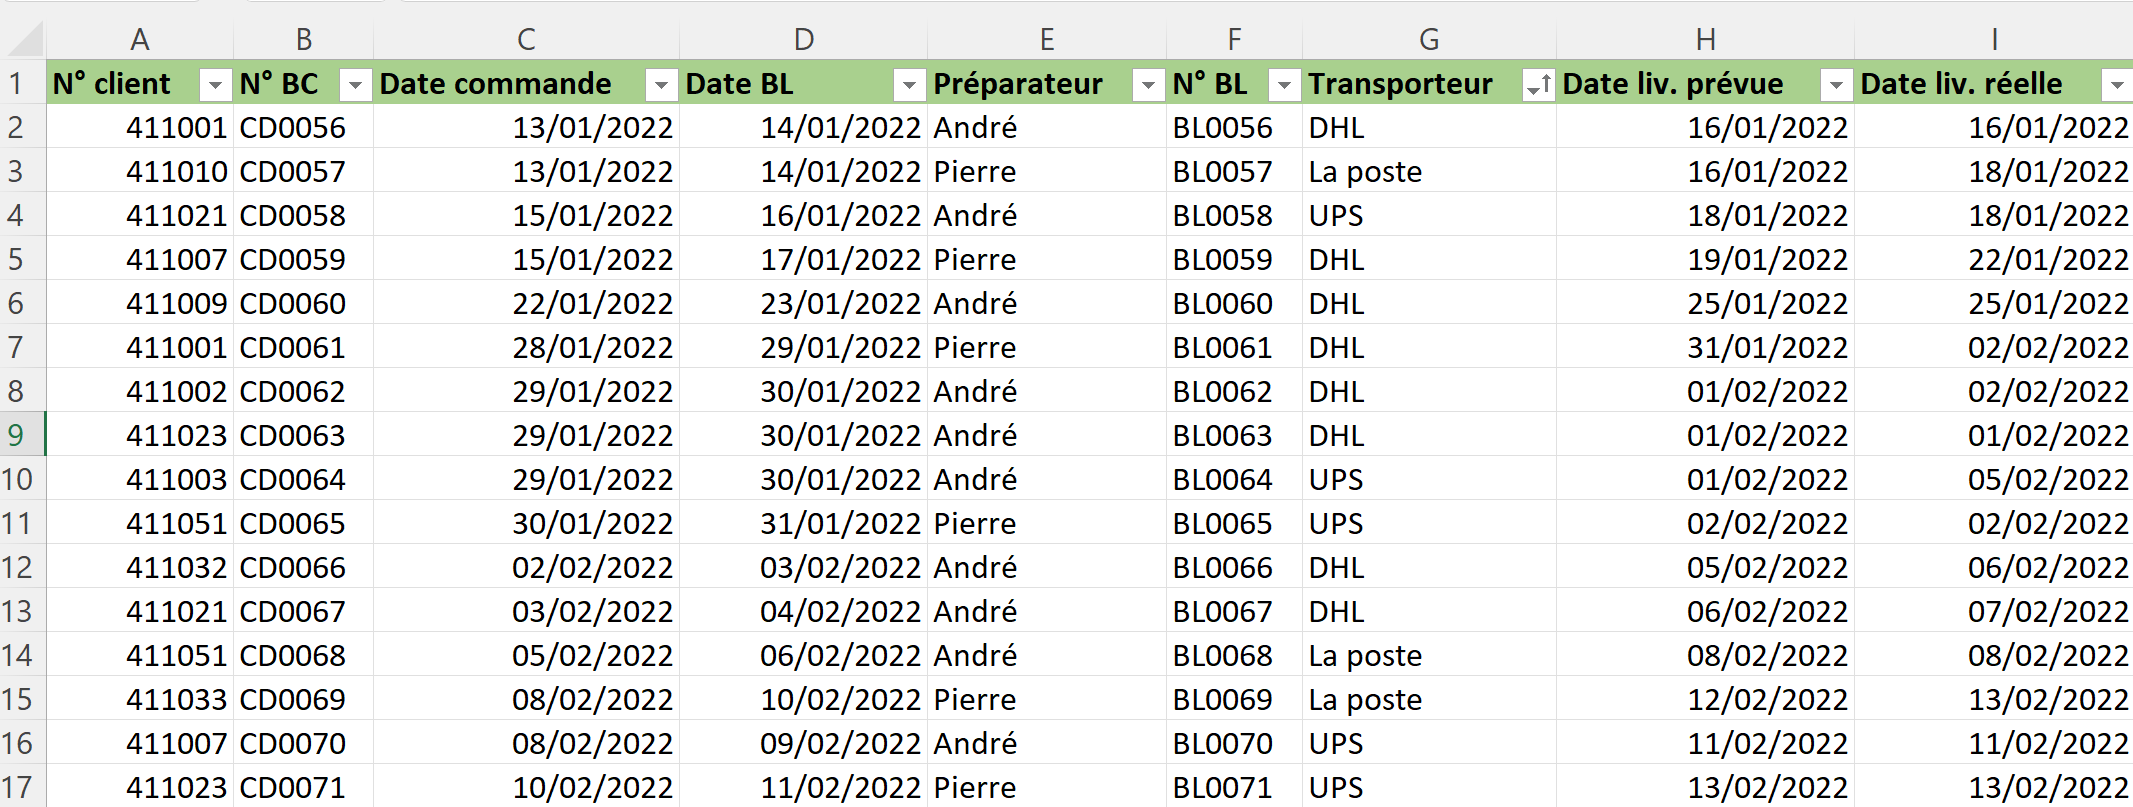 A B C D E F G H I
1 N° client N° BC Date commande Date BL Préparateur N° BL Transporteur Date liv. prévue Date liv. réelle
2 411001 CD0056 13/01/2022 14/01/2022 André BL0056 DHL 16/01/2022 16/01/2022
3 411010 CD0057 13/01/2022 14/01/2022 Pierre BL0057 La poste 16/01/2022 18/01/2022
4 411021 CD0058 15/01/2022 16/01/2022 André BL0058 UPS 18/01/2022 18/01/2022
5 411007 CD0059 15/01/2022 17/01/2022 Pierre BL0059 DHL 19/01/2022 22/01/2022
6 411009 CD0060 22/01/2022 23/01/2022 André BL0060 DHL 25/01/2022 25/01/2022
7 411001 CD0061 28/01/2022 29/01/2022 Pierre BL0061 DHL 31/01/2022 02/02/2022
8 411002 CD0062 29/01/2022 30/01/2022 André BL0062 DHL 01/02/2022 02/02/2022
9 411023 CD0063 29/01/2022 30/01/2022 André BL0063 DHL 01/02/2022 01/02/2022
10 411003 CD0064 29/01/2022 30/01/2022 André BL0064 UPS 01/02/2022 05/02/2022
11 411051 CD0065 30/01/2022 31/01/2022 Pierre BL0065 UPS 02/02/2022 02/02/2022
12 411032 CD0066 02/02/2022 03/02/2022 André BL0066 DHL 05/02/2022 06/02/2022
13 411021 CD0067 03/02/2022 04/02/2022 André BL0067 DHL 06/02/2022 07/02/2022
14 411051 CD0068 05/02/2022 06/02/2022 André BL0068 La poste 08/02/2022 08/02/2022
15 411033 CD0069 08/02/2022 10/02/2022 Pierre BL0069 La poste 12/02/2022 13/02/2022
16 411007 CD0070 08/02/2022 09/02/2022 André BL0070 UPS 11/02/2022 11/02/2022
17 411023 CD0071 10/02/2022 11/02/2022 Pierre BL0071 UPS 13/02/2022 13/02/2022